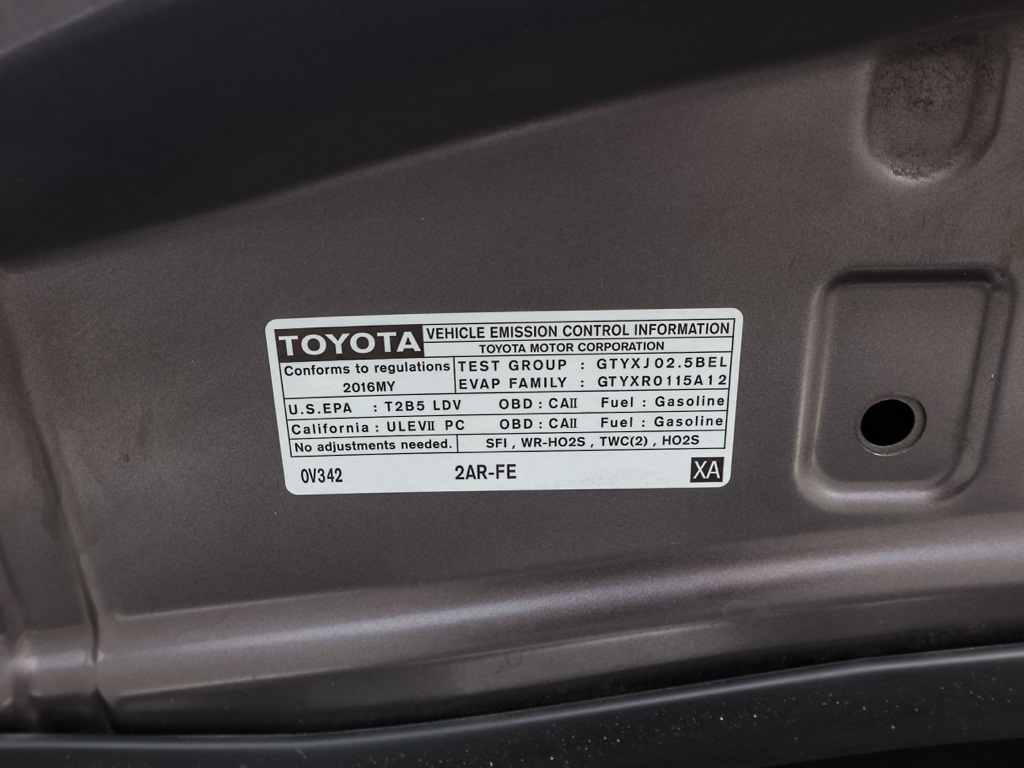 TOYOTA VEHICLE EMISSION CONTROL INFORMATION
TOYOTA MOTOR CORPORATION
Conforms to regulations TEST GROUP : GTYXJ02.5BEL
2016MY EVAP FAMILY : GTYXR0115A12
U.S.EPA : T2B5 LDV OBD : CAII Fuel : Gasoline
California : ULEVII PC OBD : CAII Fuel : Gasoline
No adjustments needed. SFI , WR-HO2S , TWC(2) , HO2S
0V342 2AR-FE XA